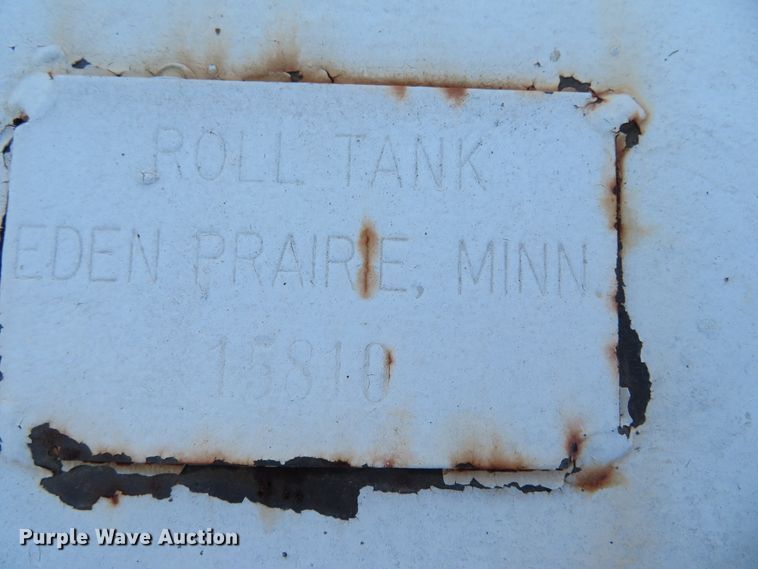 ROLL TANK
EDEN PRAIRIE, MINN.
15810
Purple Wave Auction